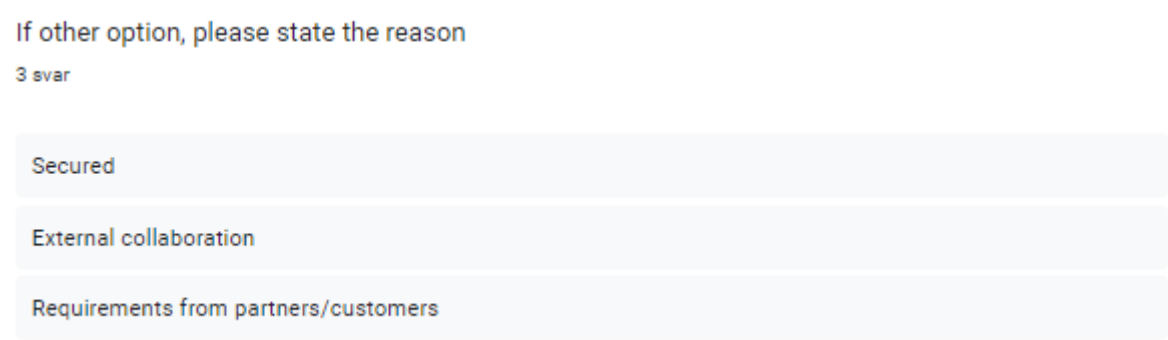 If other option, please state the reason
3 svar
Secured
External collaboration
Requirements from partners/customers